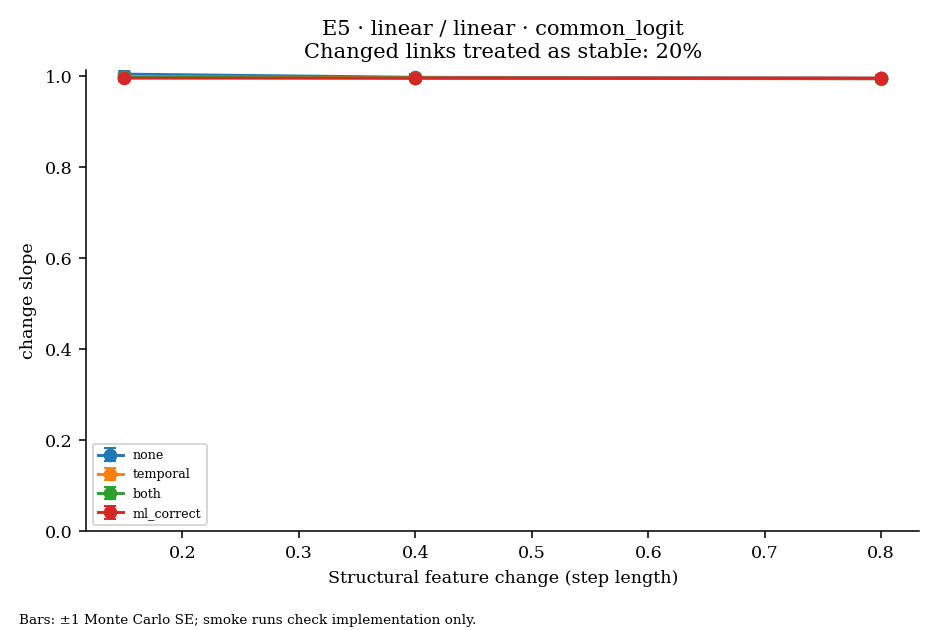 E5 · linear / linear · common_logit
Changed links treated as stable: 20%
change slope
1.0
0.8
0.6
0.4
0.2
0.0
none
temporal
both
ml_correct
0.2 0.3 0.4 0.5 0.6 0.7 0.8
Structural feature change (step length)
Bars: ±1 Monte Carlo SE; smoke runs check implementation only.